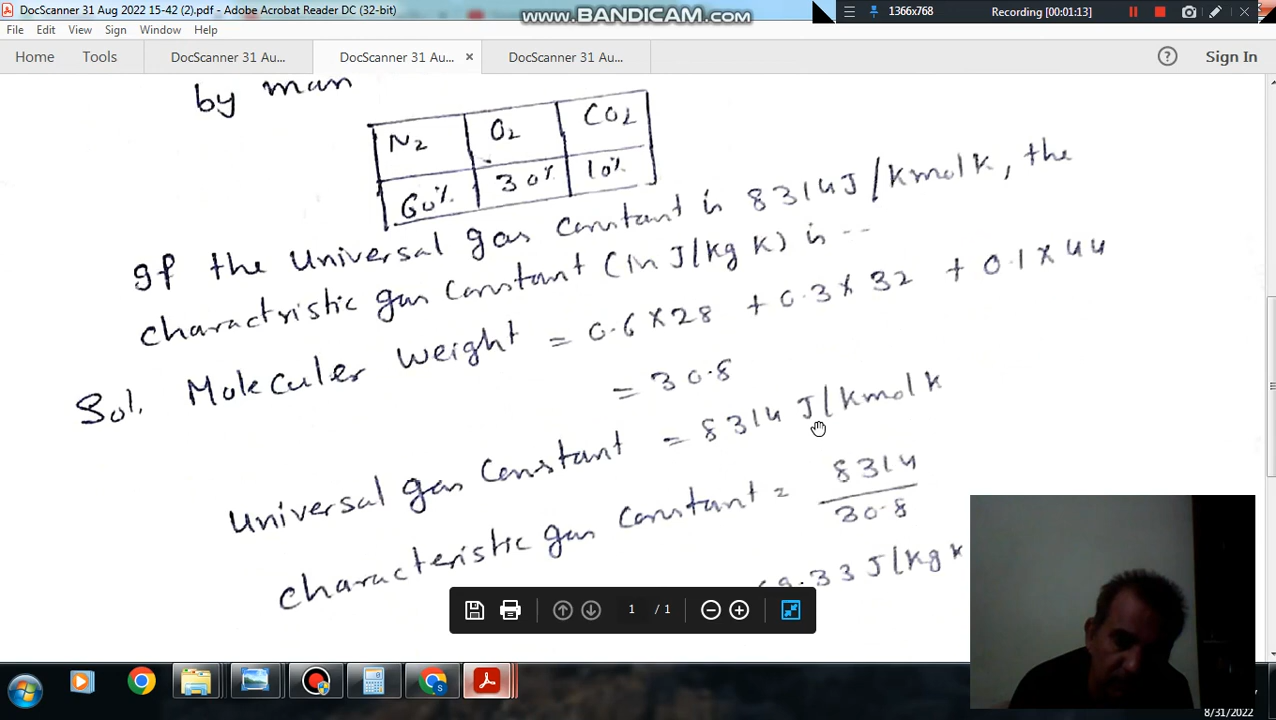 DocScanner 31 Aug 2022 15-42 (2).pdf - Adobe Acrobat Reader DC (32-bit)
www.BANDICAM.com
1366x768
Recording [00:01:13]
File Edit View Sign Window Help
Home Tools DocScanner 31 Au... DocScanner 31 Au... × DocScanner 31 Au... Sign In
by man
N2 O2 CO2
60% 30% 10%
If the Universal gas Constant is 8314J/Kmol K, the
charactristic gas Constant (in J/Kg K) is --
Sol. Moleculer Weight = 0.6×28 + 0.3×32 + 0.1×44
= 30.8
Universal gas Constant = 8314 J/Kmol K
characteristic gas constant = 8314
30.8
69.33 J/Kg K
1 / 1
8/31/2022